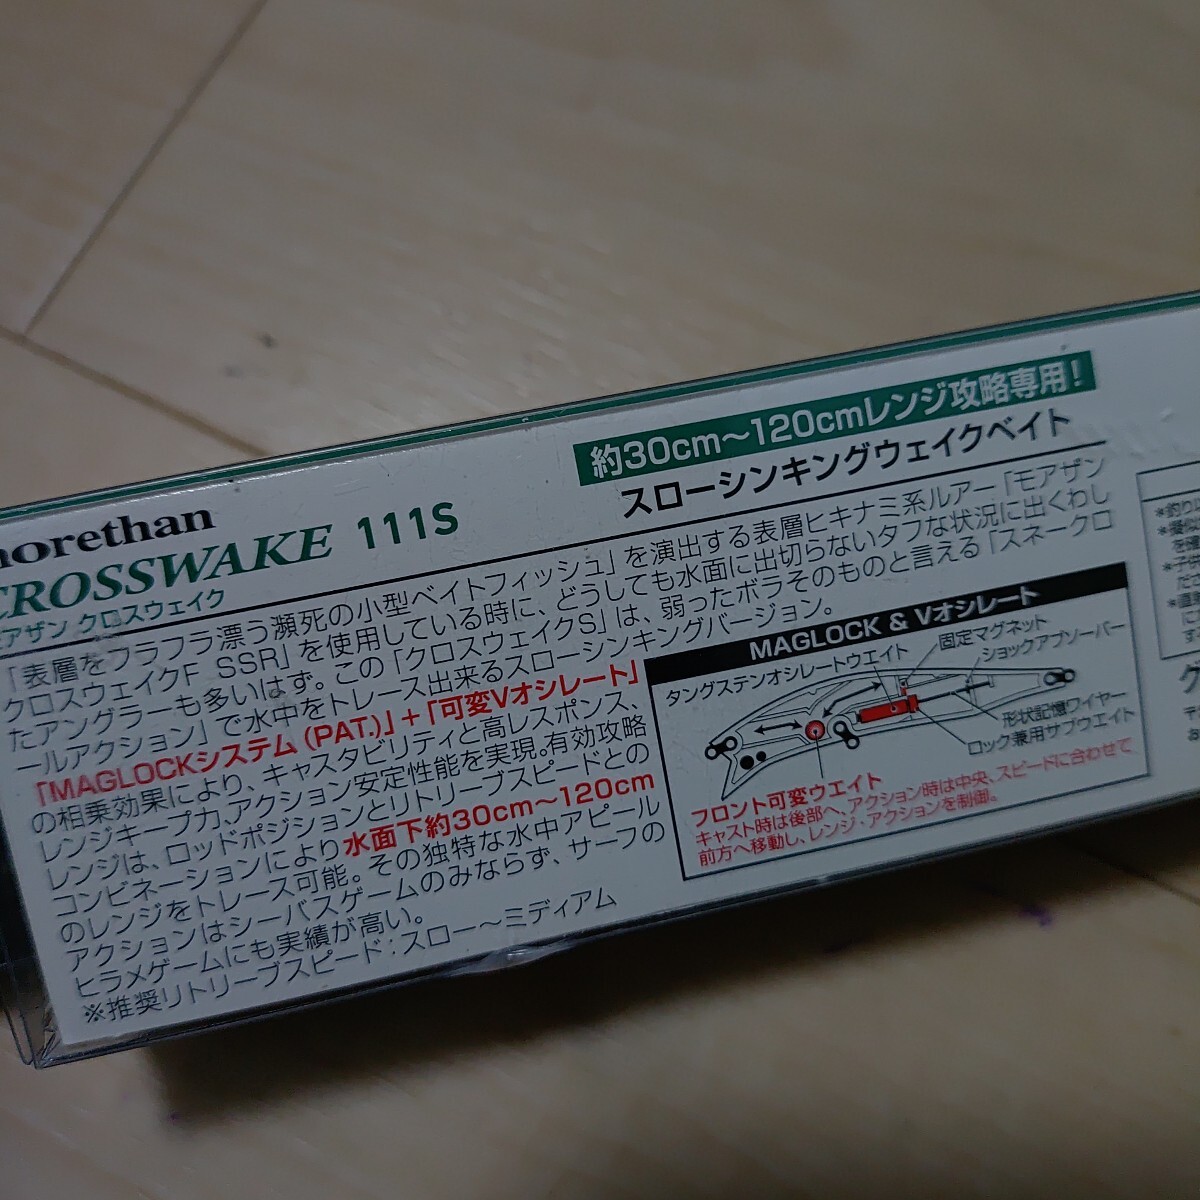 morethan
CROSSWAKE 111S
モアザン クロスウェイク
約30cm～120cmレンジ攻略専用!
スローシンキングウェイクベイト
「表層をフラフラ漂う瀕死の小型ベイトフィッシュ」を演出する表層ヒキナミ系ルアー「モアザン
クロスウェイクF SSR」を使用している時に、どうしても水面に出切らないタフな状況に出くわし
たアングラーも多いはず。この「クロスウェイクS」は、弱ったボラそのものと言える「スネークロ
ールアクション」で水中をトレース出来るスローシンキングバージョン。
「MAGLOCKシステム(PAT.)」+「可変Vオシレート」
の相乗効果により、キャスタビリティと高レスポンス、
レンジキープ力、アクション安定性能を実現。有効攻略
レンジは、ロッドポジションとリトリーブスピードとの
コンビネーションにより水面下約30cm～120cm
のレンジをトレース可能。その独特な水中アピール
アクションはシーバスゲームのみならず、サーフの
ヒラメゲームにも実績が高い。
※推奨リトリーブスピード:スロー～ミディアム
MAGLOCK & Vオシレート
タングステンオシレートウエイト
固定マグネット
ショックアブソーバー
形状記憶ワイヤー
ロック兼用サブウエイト
フロント可変ウエイト
キャスト時は後部へ、アクション時は中央、スピードに合わせて
前方へ移動し、レンジ・アクションを制御。